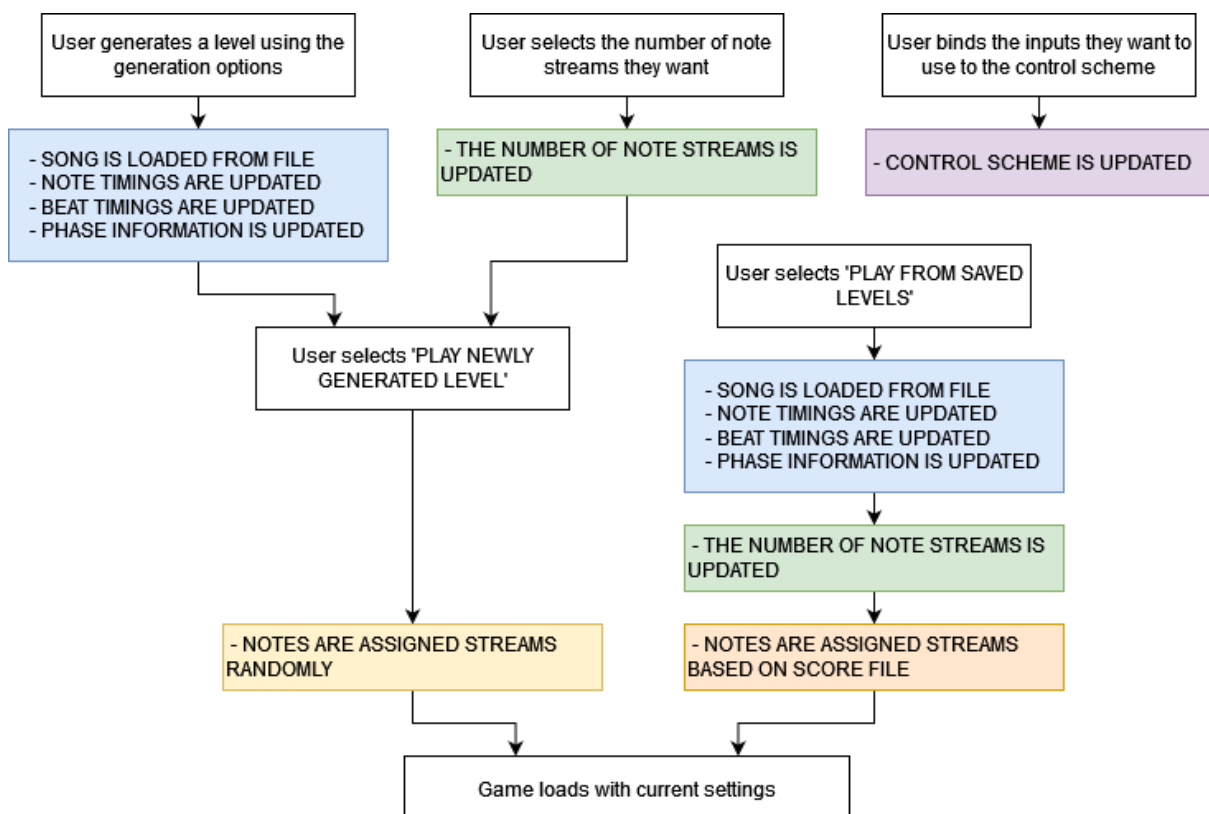 User generates a level using the
generation options
User selects the number of note
streams they want
User binds the inputs they want to
use to the control scheme
- SONG IS LOADED FROM FILE
- NOTE TIMINGS ARE UPDATED
- BEAT TIMINGS ARE UPDATED
- PHASE INFORMATION IS UPDATED
- THE NUMBER OF NOTE STREAMS IS
UPDATED
- CONTROL SCHEME IS UPDATED
User selects 'PLAY FROM SAVED
LEVELS'
User selects 'PLAY NEWLY
GENERATED LEVEL'
- SONG IS LOADED FROM FILE
- NOTE TIMINGS ARE UPDATED
- BEAT TIMINGS ARE UPDATED
- PHASE INFORMATION IS UPDATED
- THE NUMBER OF NOTE STREAMS IS
UPDATED
- NOTES ARE ASSIGNED STREAMS
RANDOMLY
- NOTES ARE ASSIGNED STREAMS
BASED ON SCORE FILE
Game loads with current settings